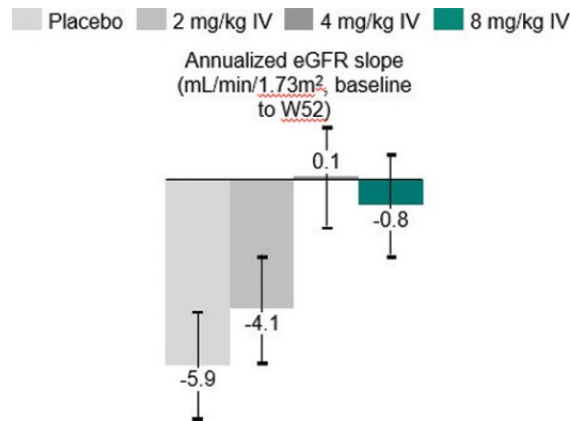 Placebo 2 mg/kg IV 4 mg/kg IV 8 mg/kg IV
Annualized eGFR slope
(mL/min/1.73m², baseline
to W52)
0.1
-0.8
-4.1
-5.9